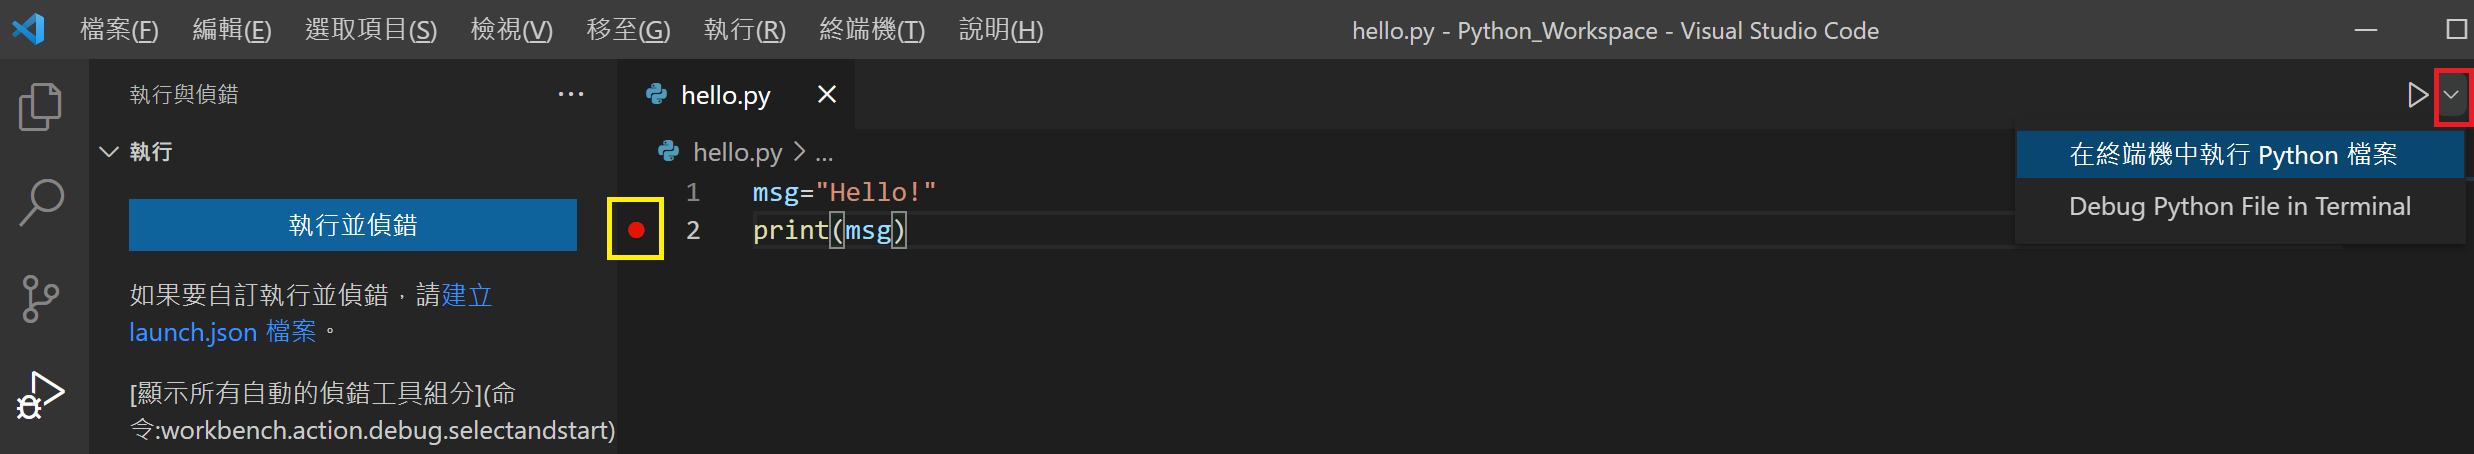 檔案(F) 編輯(E) 選取項目(S) 檢視(V) 移至(G) 執行(R) 終端機(T) 說明(H) hello.py - Python_Workspace - Visual Studio Code
執行與偵錯 ···
執行
執行並偵錯
如果要自訂執行並偵錯，請建立
launch.json 檔案。
[顯示所有自動的偵錯工具組分](命
令:workbench.action.debug.selectandstart)
hello.py
hello.py > ...
1 msg="Hello!"
2 print(msg)
在終端機中執行 Python 檔案
Debug Python File in Terminal